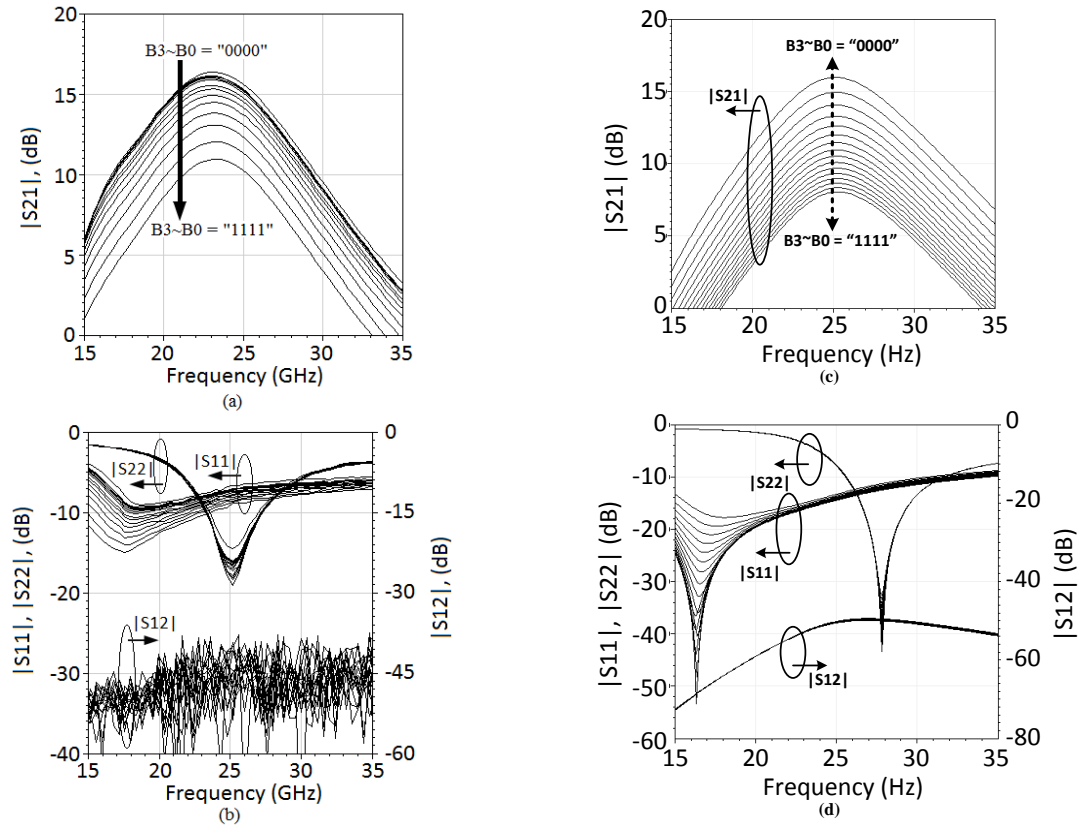 20
15
10
5
0
|S21|, (dB)
B3~B0 = "0000"
B3~B0 = "1111"
15 20 25 30 35
Frequency (GHz)
(a)
20
15
10
5
0
|S21| (dB)
B3~B0 = “0000”
|S21|
B3~B0 = “1111”
15 20 25 30 35
Frequency (Hz)
(c)
0
-10
-20
-30
-40
|S11|, |S22|, (dB)
|S22|
|S11|
|S12|
0
-15
-30
-45
-60
|S12|, (dB)
15 20 25 30 35
Frequency (GHz)
(b)
0
-10
-20
-30
-40
-50
-60
|S11|, |S22| (dB)
|S22|
|S11|
|S12|
0
-20
-40
-60
-80
|S12|, (dB)
15 20 25 30 35
Frequency (Hz)
(d)